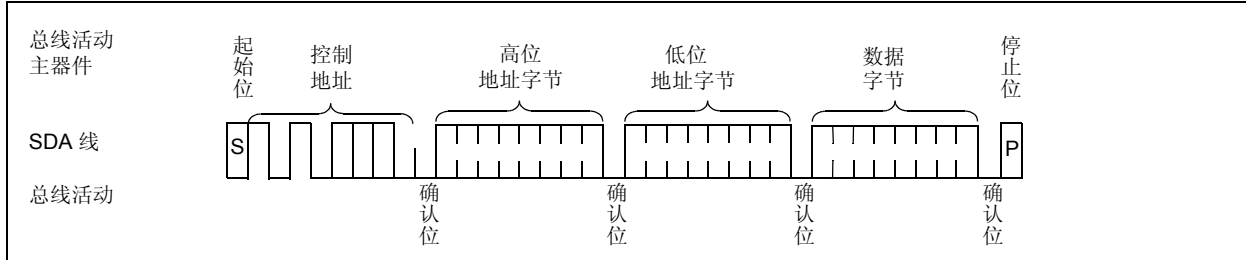 总线活动
主器件
起始位
控制
地址
高位
地址字节
低位
地址字节
数据
字节
停止位
SDA 线
S
P
总线活动
确认位
确认位
确认位
确认位